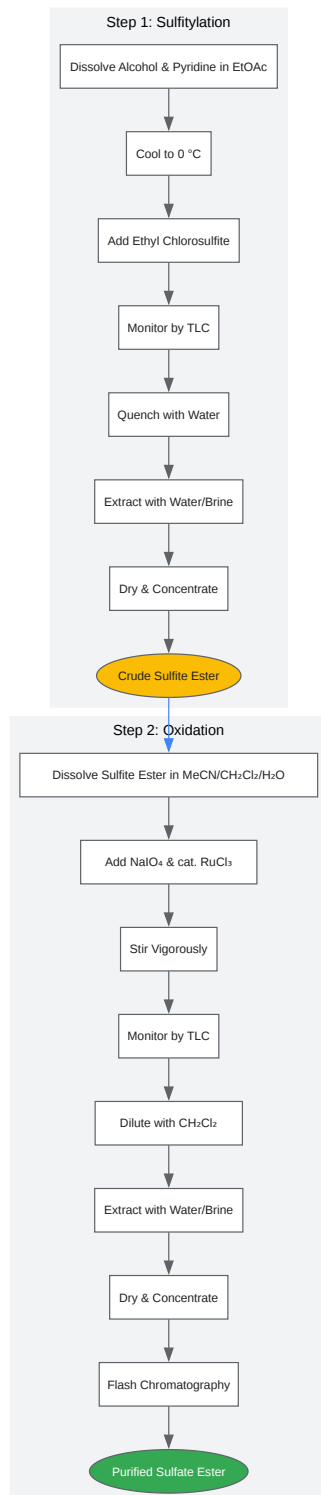 Step 1: Sulfitylation
Dissolve Alcohol & Pyridine in EtOAc
Cool to 0 °C
Add Ethyl Chlorosulfite
Monitor by TLC
Quench with Water
Extract with Water/Brine
Dry & Concentrate
Crude Sulfite Ester
Step 2: Oxidation
Dissolve Sulfite Ester in MeCN/CH₂Cl₂/H₂O
Add NaIO₄ & cat. RuCl₃
Stir Vigorously
Monitor by TLC
Dilute with CH₂Cl₂
Extract with Water/Brine
Dry & Concentrate
Flash Chromatography
Purified Sulfate Ester